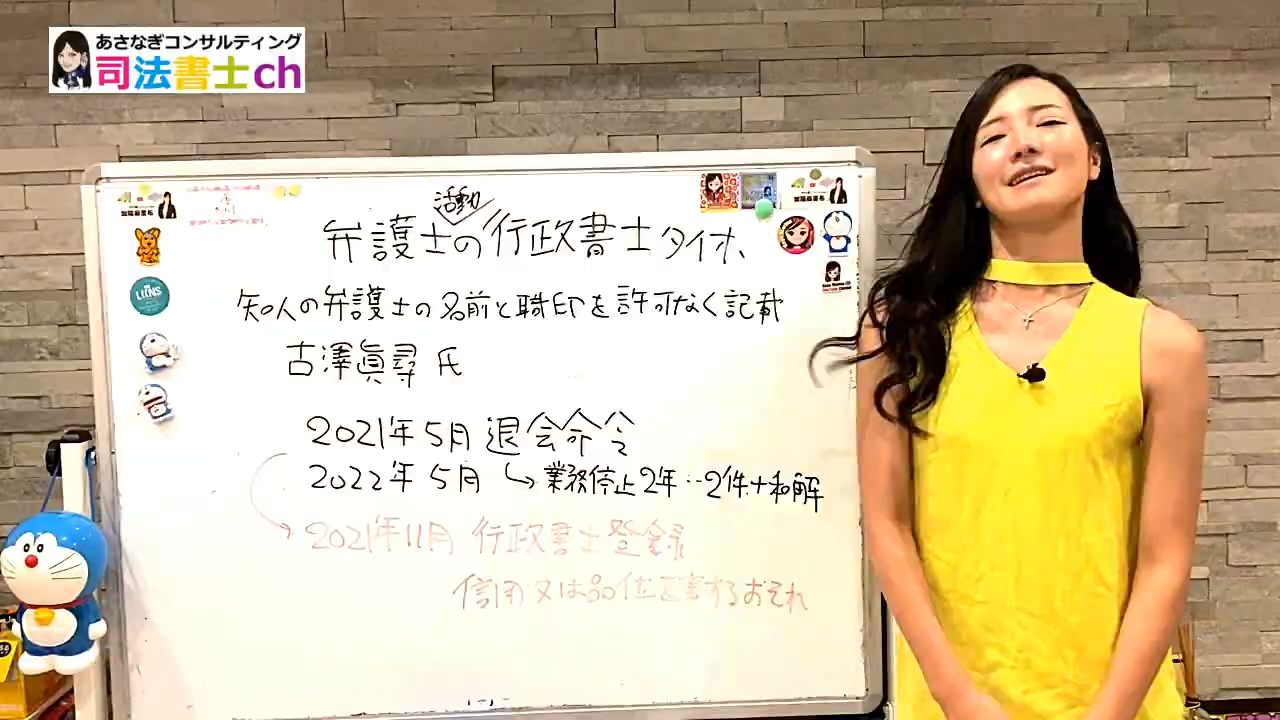 あさなぎコンサルティング
司法書士ch
活動
弁護士の行政書士タイホ
知人の弁護士の名前と職印を許可なく記載
古澤眞尋 氏
2021年5月 退会命令
2022年5月 ↳業務停止2年…2件+和解
2021年11月 行政書士登録
信用又は品位を害するおそれ
LIONS